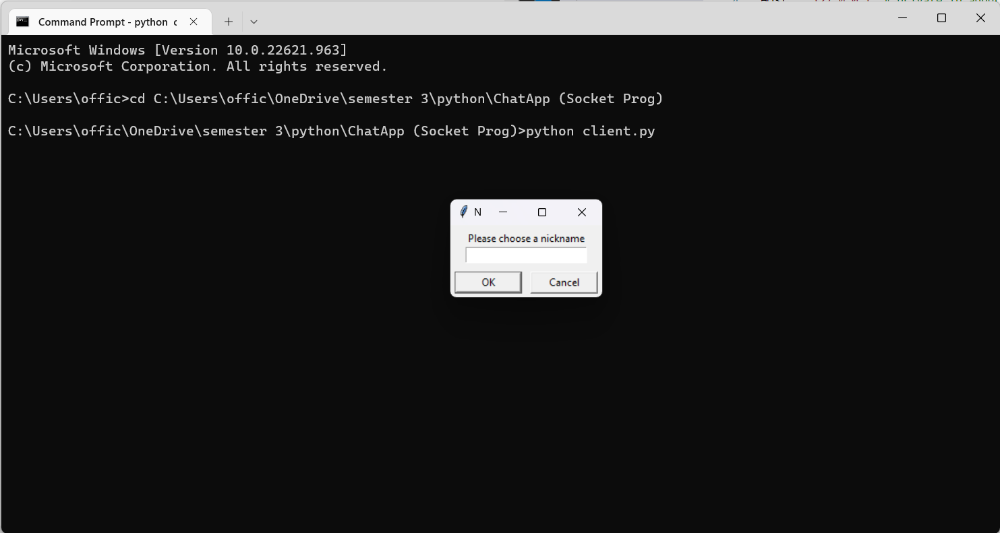 Command Prompt - python c
Microsoft Windows [Version 10.0.22621.963]
(c) Microsoft Corporation. All rights reserved.
C:\Users\offic>cd C:\Users\offic\OneDrive\semester 3\python\ChatApp (Socket Prog)
C:\Users\offic\OneDrive\semester 3\python\ChatApp (Socket Prog)>python client.py
N
Please choose a nickname
OK Cancel